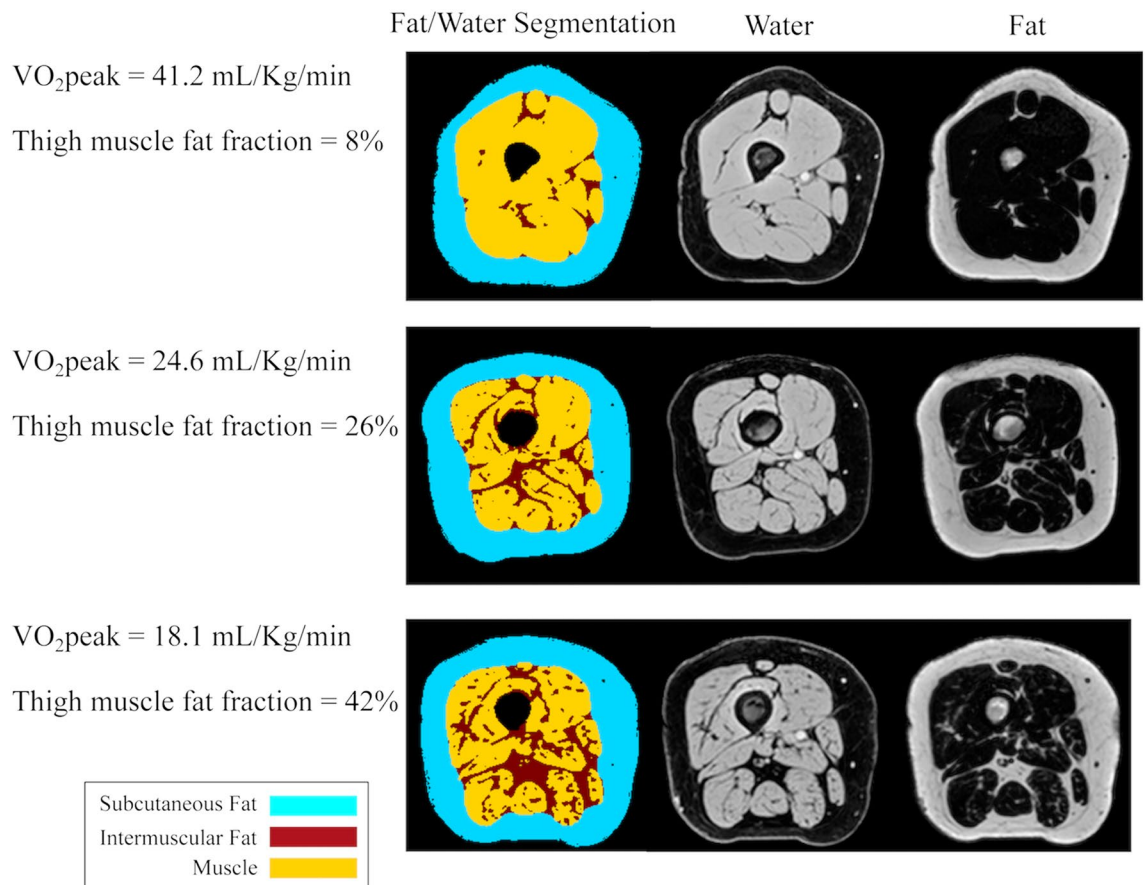 Fat/Water Segmentation
Water
Fat
VO₂peak = 41.2 mL/Kg/min
Thigh muscle fat fraction = 8%
VO₂peak = 24.6 mL/Kg/min
Thigh muscle fat fraction = 26%
VO₂peak = 18.1 mL/Kg/min
Thigh muscle fat fraction = 42%
Subcutaneous Fat
Intermuscular Fat
Muscle